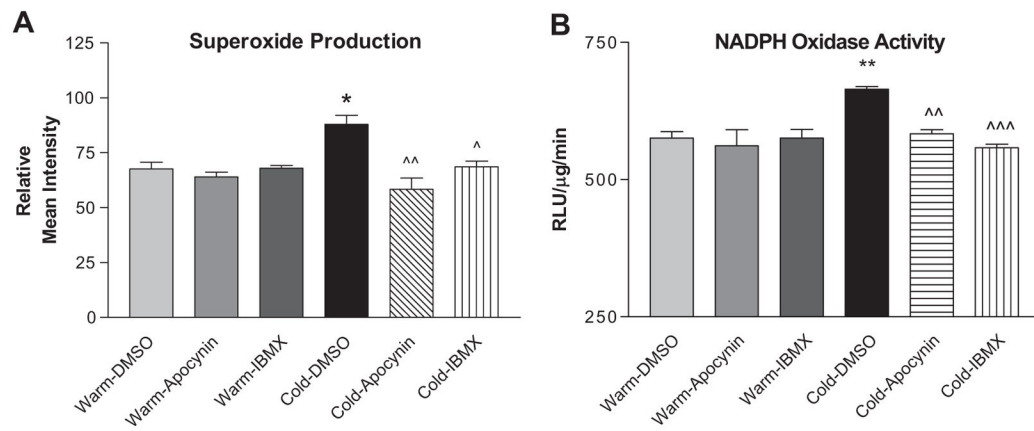 A
Superoxide Production
125
100
75
50
25
0
Relative
Mean Intensity
*
^^
^
Warm-DMSO
Warm-Apocynin
Warm-IBMX
Cold-DMSO
Cold-Apocynin
Cold-IBMX
B
NADPH Oxidase Activity
750
500
250
RLU/μg/min
**
^^
^^^
Warm-DMSO
Warm-Apocynin
Warm-IBMX
Cold-DMSO
Cold-Apocynin
Cold-IBMX